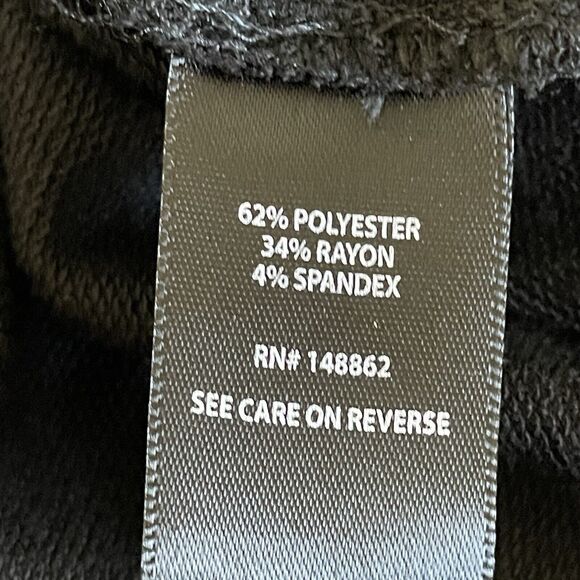 62% POLYESTER
34% RAYON
4% SPANDEX
RN# 148862
SEE CARE ON REVERSE